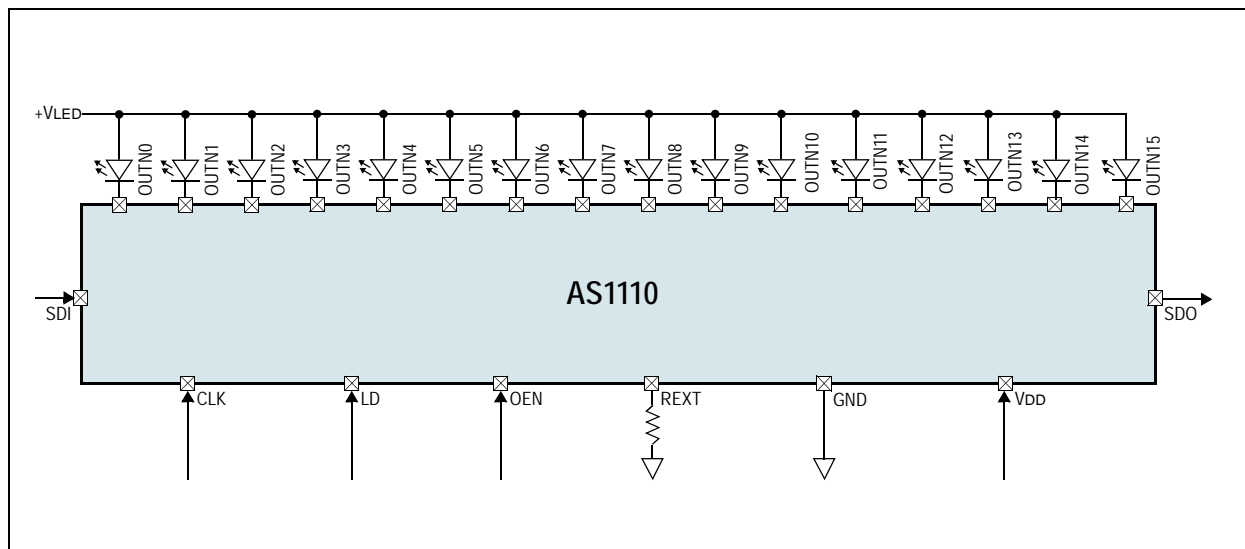 +VLED
OUTN0
OUTN1
OUTN2
OUTN3
OUTN4
OUTN5
OUTN6
OUTN7
OUTN8
OUTN9
OUTN10
OUTN11
OUTN12
OUTN13
OUTN14
OUTN15
AS1110
SDI
SDO
CLK
LD
OEN
REXT
GND
VDD